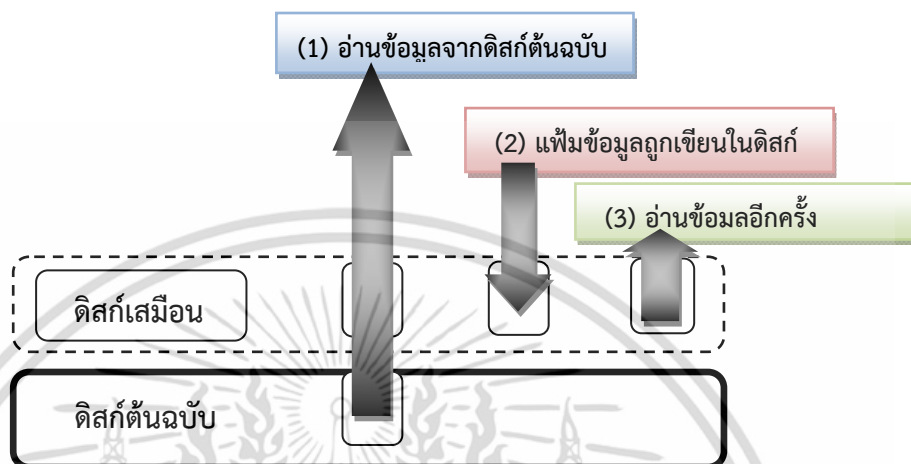 (1) อ่านข้อมูลจากดิสก์ต้นฉบับ
(2) แฟ้มข้อมูลถูกเขียนในดิสก์
(3) อ่านข้อมลอีกครั้ง
ดิสก์เสมือน
ดิสก์ต้นฉบับ